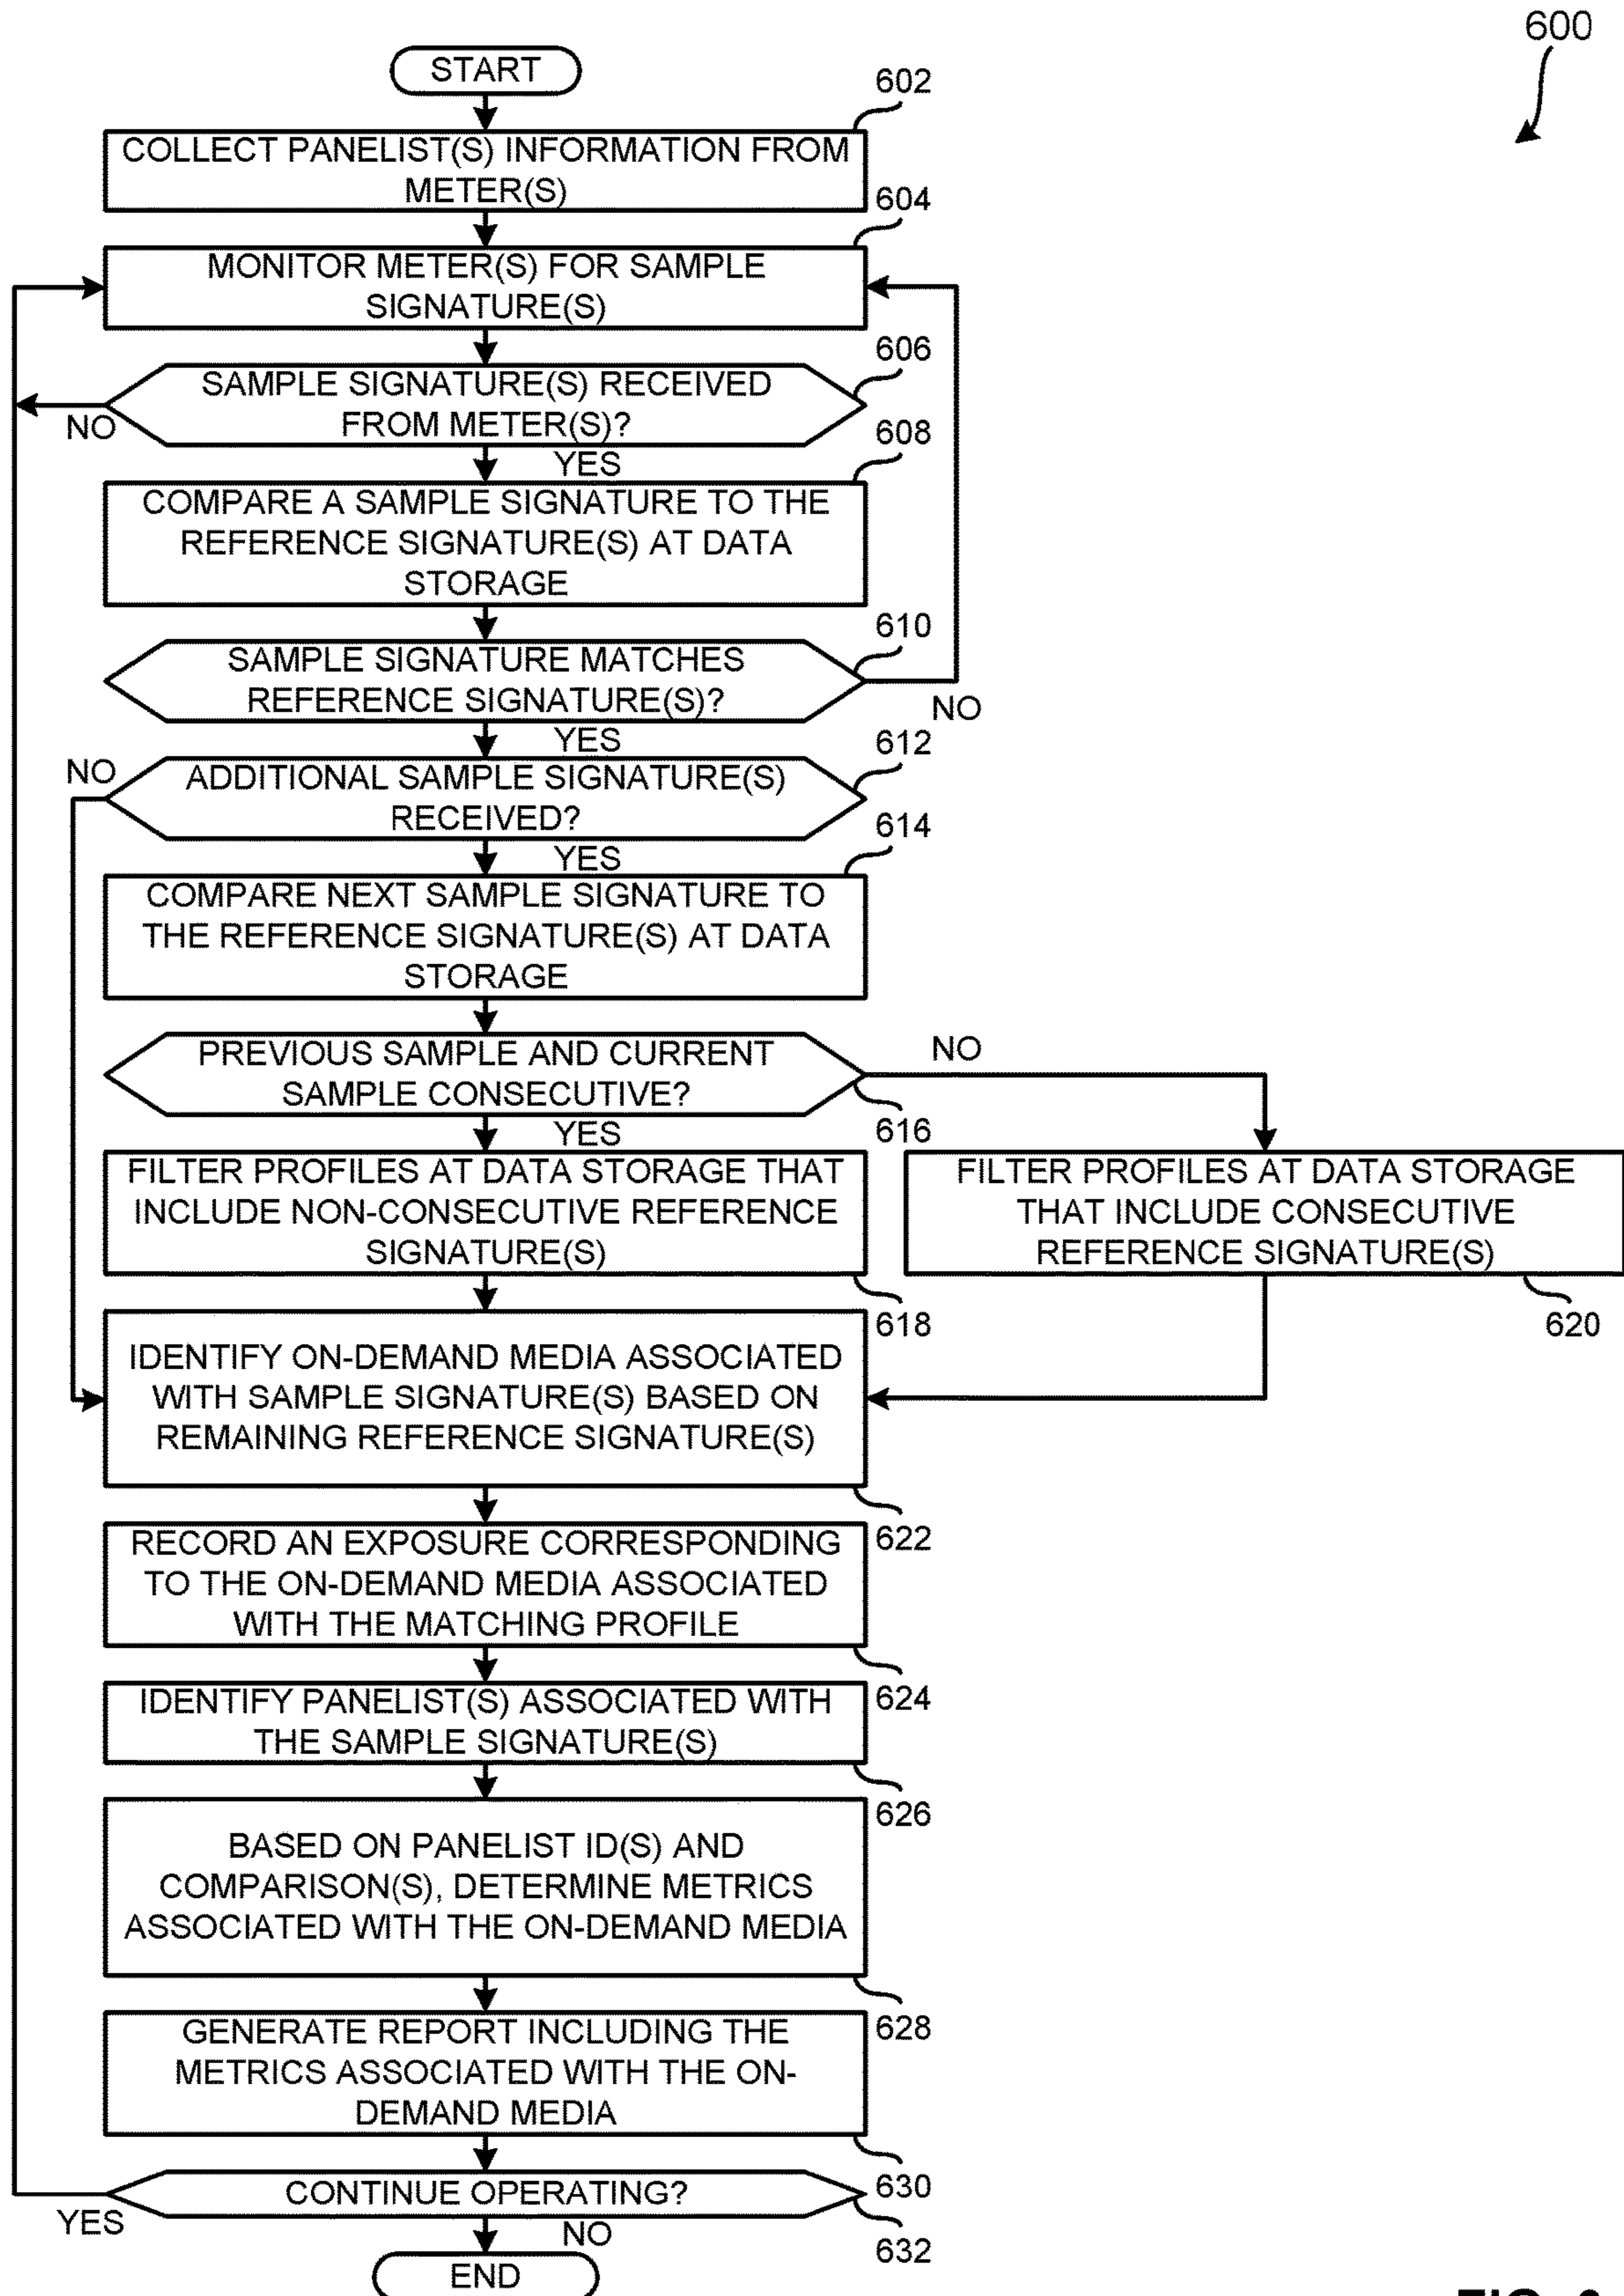 600
START
602
COLLECT PANELIST(S) INFORMATION FROM
METER(S)
604
MONITOR METER(S) FOR SAMPLE
SIGNATURE(S)
606
SAMPLE SIGNATURE(S) RECEIVED
FROM METER(S)?
NO
YES
608
COMPARE A SAMPLE SIGNATURE TO THE
REFERENCE SIGNATURE(S) AT DATA
STORAGE
610
SAMPLE SIGNATURE MATCHES
REFERENCE SIGNATURE(S)?
NO
YES
612
NO
ADDITIONAL SAMPLE SIGNATURE(S)
RECEIVED?
YES
614
COMPARE NEXT SAMPLE SIGNATURE TO
THE REFERENCE SIGNATURE(S) AT DATA
STORAGE
PREVIOUS SAMPLE AND CURRENT
SAMPLE CONSECUTIVE?
NO
616
YES
FILTER PROFILES AT DATA STORAGE THAT
INCLUDE NON-CONSECUTIVE REFERENCE
SIGNATURE(S)
618
FILTER PROFILES AT DATA STORAGE
THAT INCLUDE CONSECUTIVE
REFERENCE SIGNATURE(S)
620
IDENTIFY ON-DEMAND MEDIA ASSOCIATED
WITH SAMPLE SIGNATURE(S) BASED ON
REMAINING REFERENCE SIGNATURE(S)
622
RECORD AN EXPOSURE CORRESPONDING
TO THE ON-DEMAND MEDIA ASSOCIATED
WITH THE MATCHING PROFILE
624
IDENTIFY PANELIST(S) ASSOCIATED WITH
THE SAMPLE SIGNATURE(S)
626
BASED ON PANELIST ID(S) AND
COMPARISON(S), DETERMINE METRICS
ASSOCIATED WITH THE ON-DEMAND MEDIA
628
GENERATE REPORT INCLUDING THE
METRICS ASSOCIATED WITH THE ON-
DEMAND MEDIA
630
CONTINUE OPERATING?
632
YES
NO
END